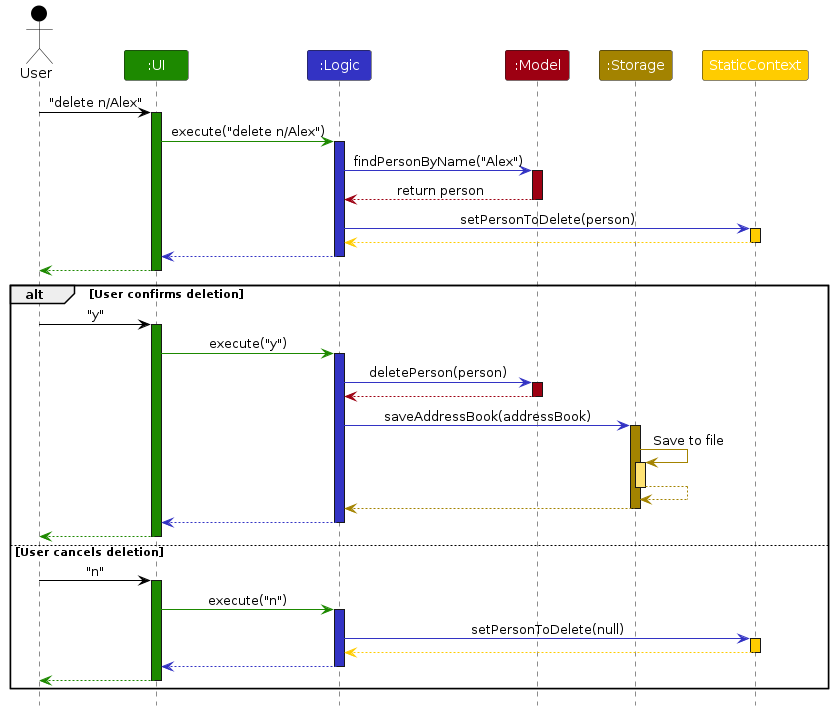 User
:UI
:Logic
:Model
:Storage
StaticContext
"delete n/Alex"
execute("delete n/Alex")
findPersonByName("Alex")
return person
setPersonToDelete(person)
alt
[User confirms deletion]
"y"
execute("y")
deletePerson(person)
saveAddressBook(addressBook)
Save to file
[User cancels deletion]
"n"
execute("n")
setPersonToDelete(null)